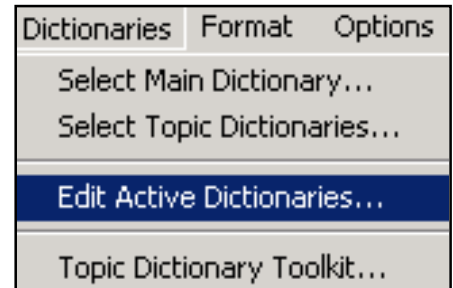 Dictionaries Format Options
Select Main Dictionary...
Select Topic Dictionaries...
Edit Active Dictionaries...
Topic Dictionary Toolkit...